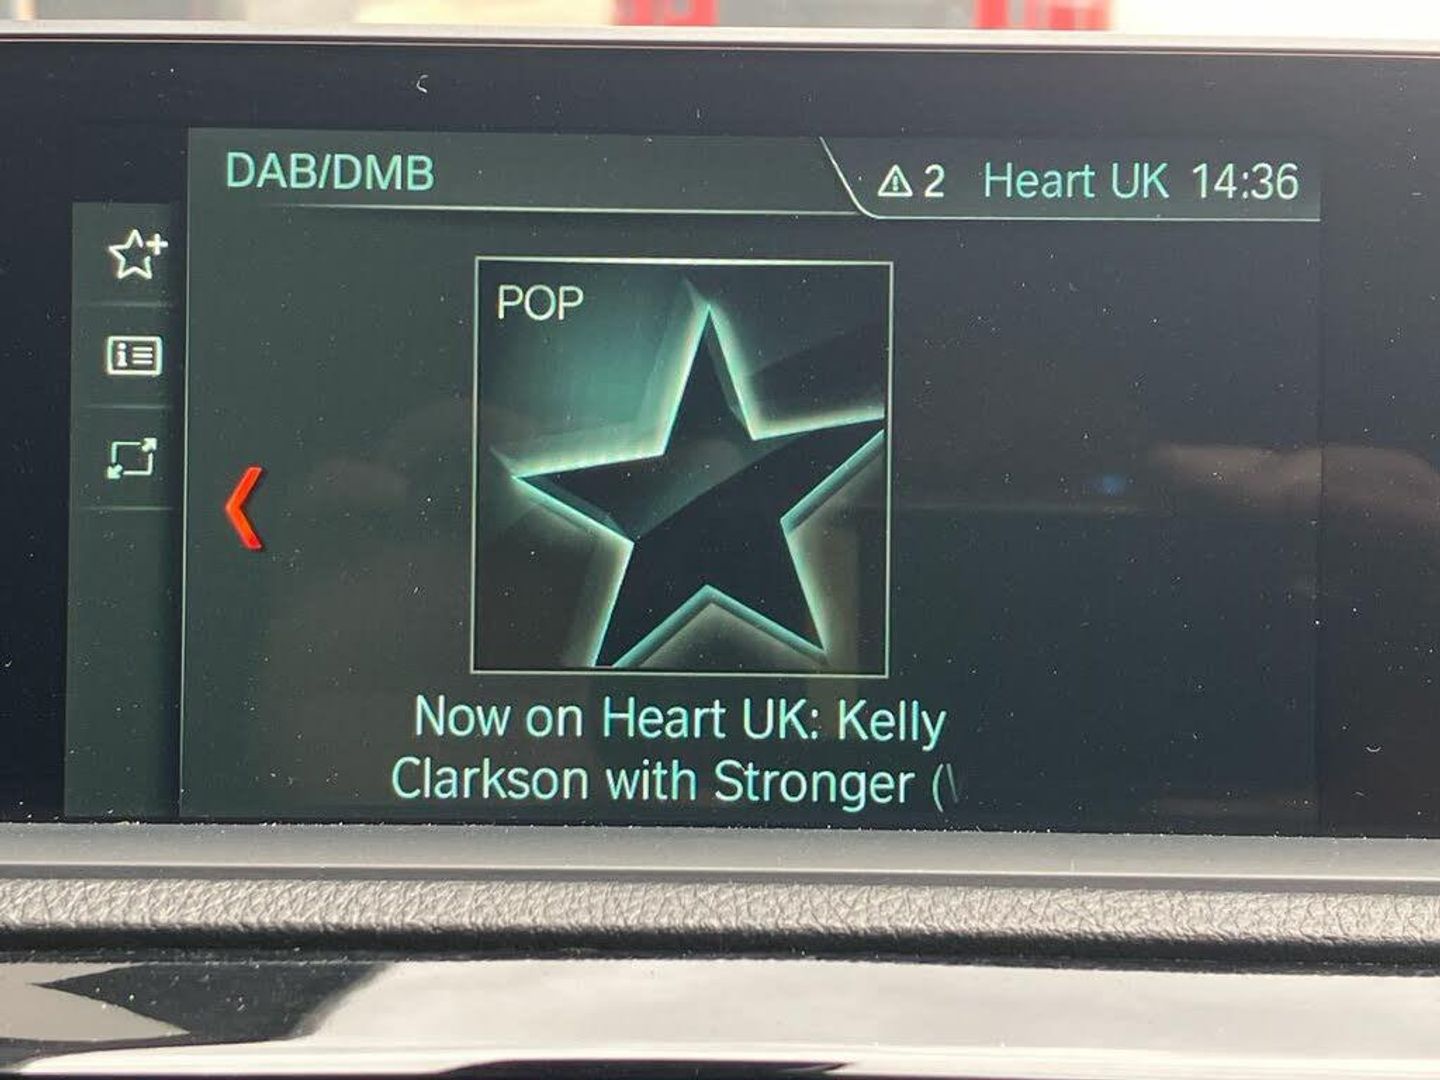 DAB/DMB
2 Heart UK 14:36
POP
Now on Heart UK: Kelly
Clarkson with Stronger (